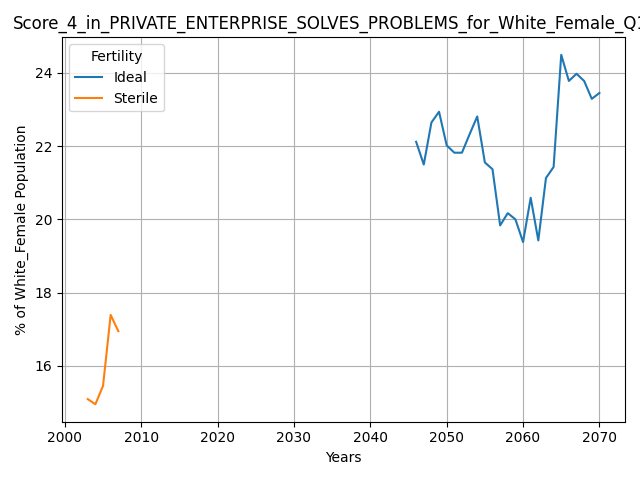 Score_4_in_PRIVATE_ENTERPRISE_SOLVES_PROBLEMS_for_White_Female_Q1
Fertility
Ideal
Sterile
% of White_Female Population
24
22
20
18
16
2000 2010 2020 2030 2040 2050 2060 2070
Years